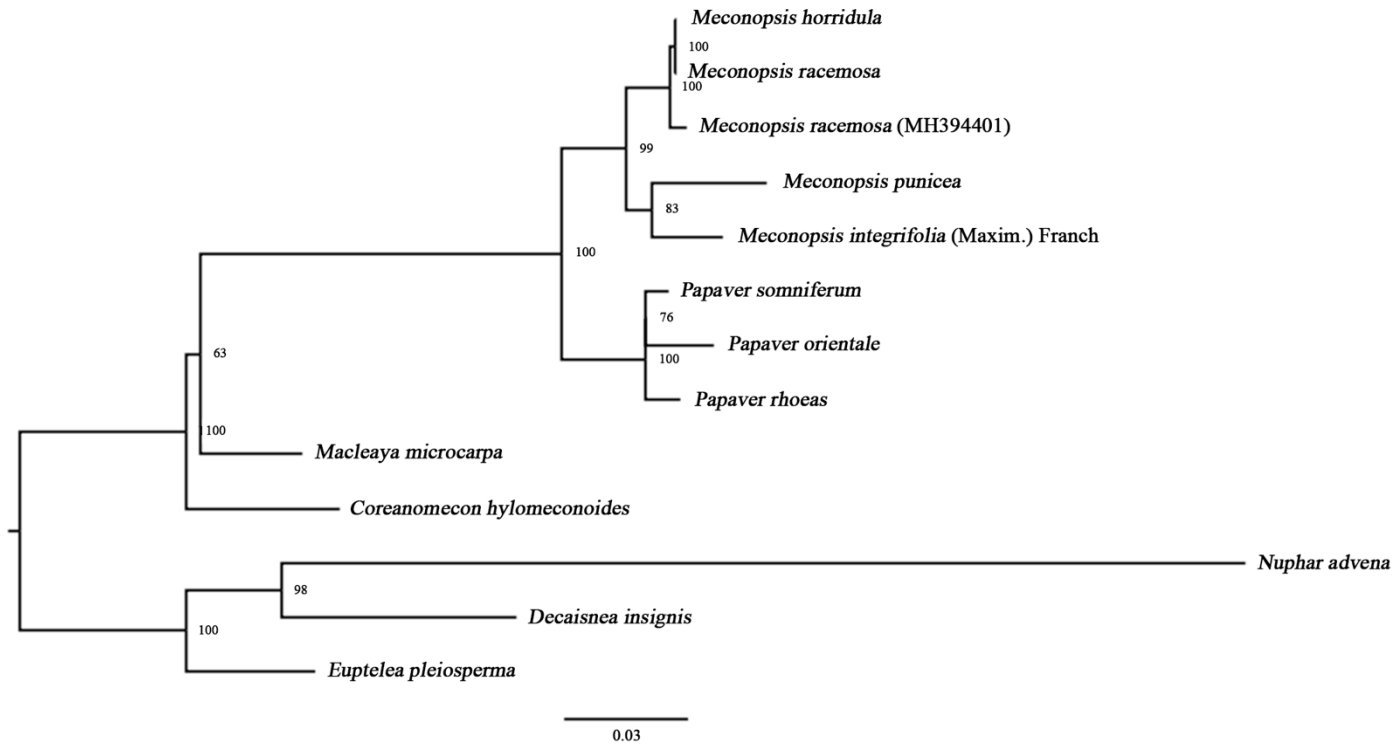 Meconopsis horridula
100
Meconopsis racemosa
100
Meconopsis racemosa (MH394401)
99
Meconopsis punicea
83
Meconopsis integrifolia (Maxim.) Franch
100
Papaver somniferum
76
Papaver orientale
100
63
Papaver rhoeas
100
Macleaya microcarpa
Coreanomecon hylomeconoides
Nuphar advena
98
Decaisnea insignis
100
Euptelea pleiosperma
0.03